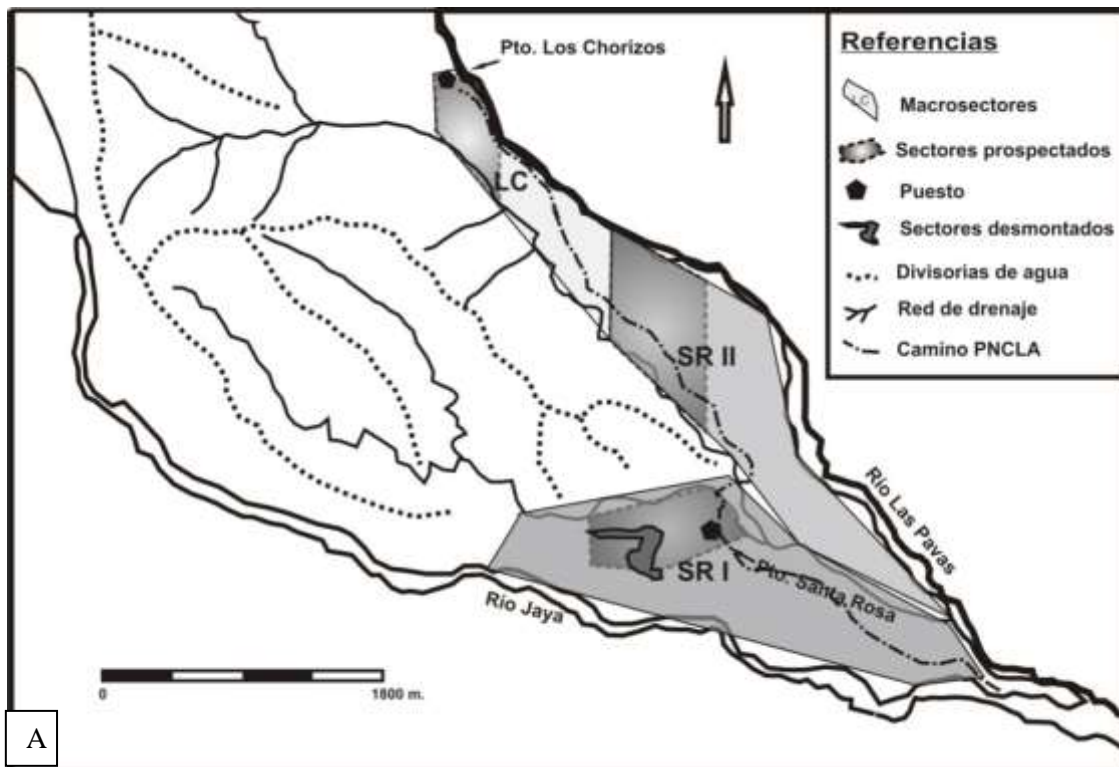 Pto. Los Chorizos
LC
SR II
SR I
Pto. Santa Rosa
Río Las Pavas
Río Jaya
0 1800 m.
A
Referencias
Macrosectores
Sectores prospectados
Puesto
Sectores desmontados
Divisorias de agua
Red de drenaje
Camino PNCLA